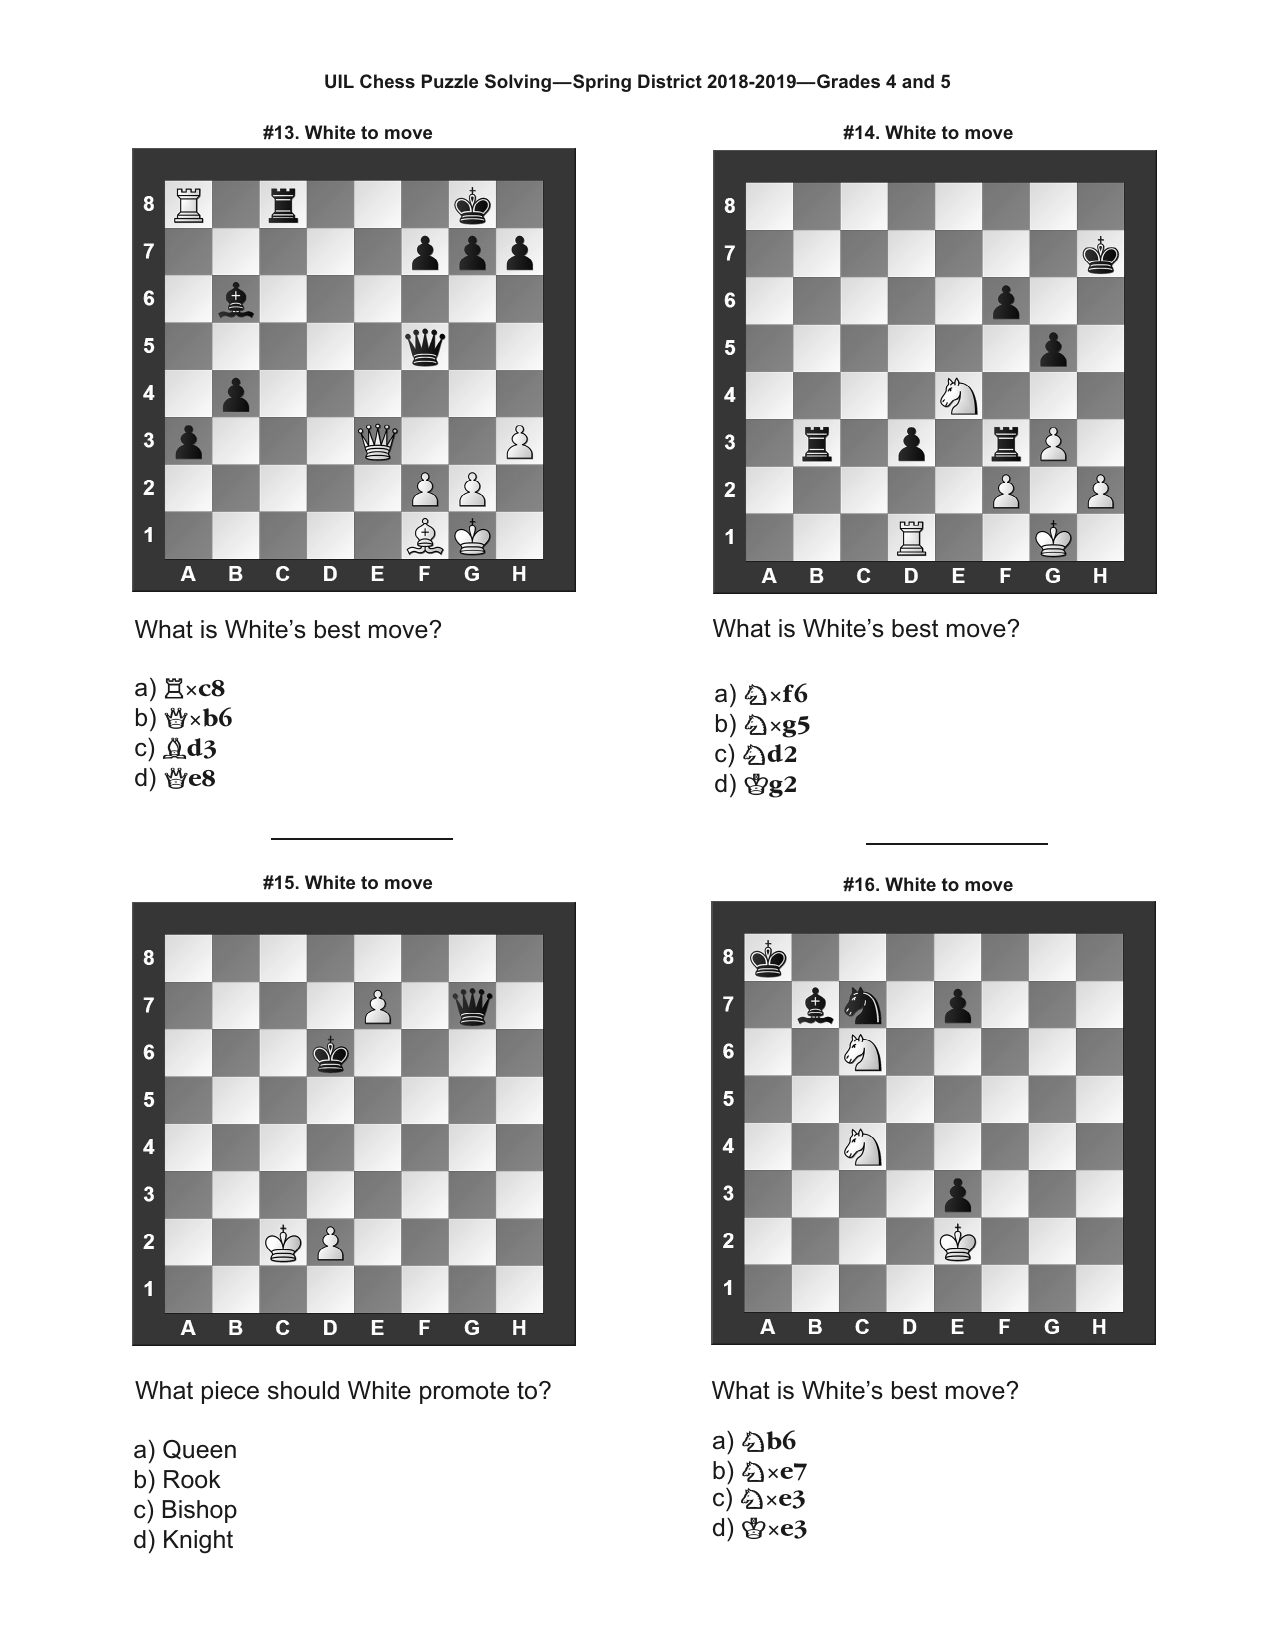 UIL Chess Puzzle Solving—Spring District 2018-2019—Grades 4 and 5
#13. White to move
8
7
6
5
4
3
2
1
A B C D E F G H
What is White's best move?
a) ♖×c8
b) ♕×b6
c) ♗d3
d) ♕e8
#14. White to move
8
7
6
5
4
3
2
1
A B C D E F G H
What is White's best move?
a) ♘×f6
b) ♘×g5
c) ♘d2
d) ♔g2
#15. White to move
8
7
6
5
4
3
2
1
A B C D E F G H
What piece should White promote to?
a) Queen
b) Rook
c) Bishop
d) Knight
#16. White to move
8
7
6
5
4
3
2
1
A B C D E F G H
What is White's best move?
a) ♘b6
b) ♘×e7
c) ♘×e3
d) ♔×e3